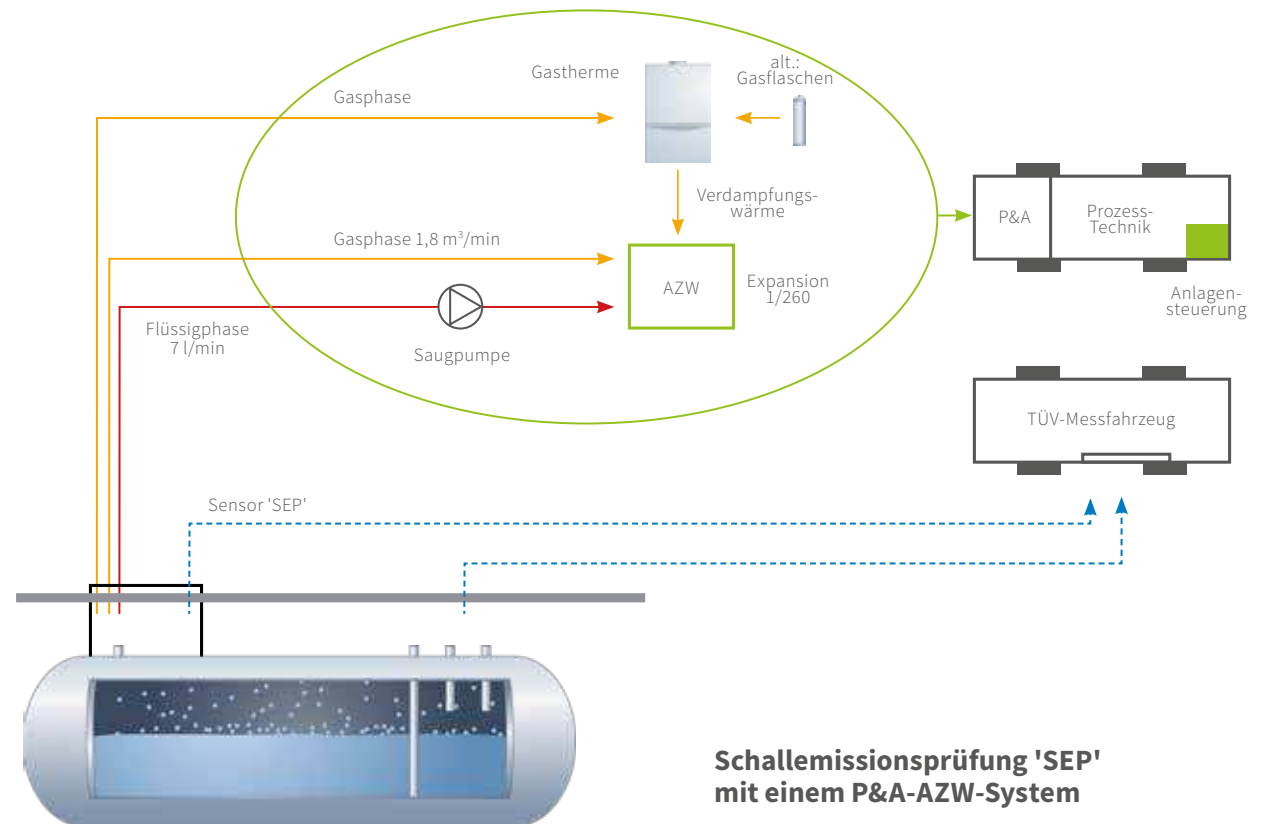 Gastherme
alt.:
Gasflaschen
Gasphase
Verdampfungs-
wärme
Gasphase 1,8 m³/min
AZW
Expansion
1/260
Flüssigphase
7 l/min
Saugpumpe
P&A
Prozess-
Technik
Anlagen-
steuerung
TÜV-Messfahrzeug
Sensor 'SEP'
Schallemissionsprüfung 'SEP'
mit einem P&A-AZW-System